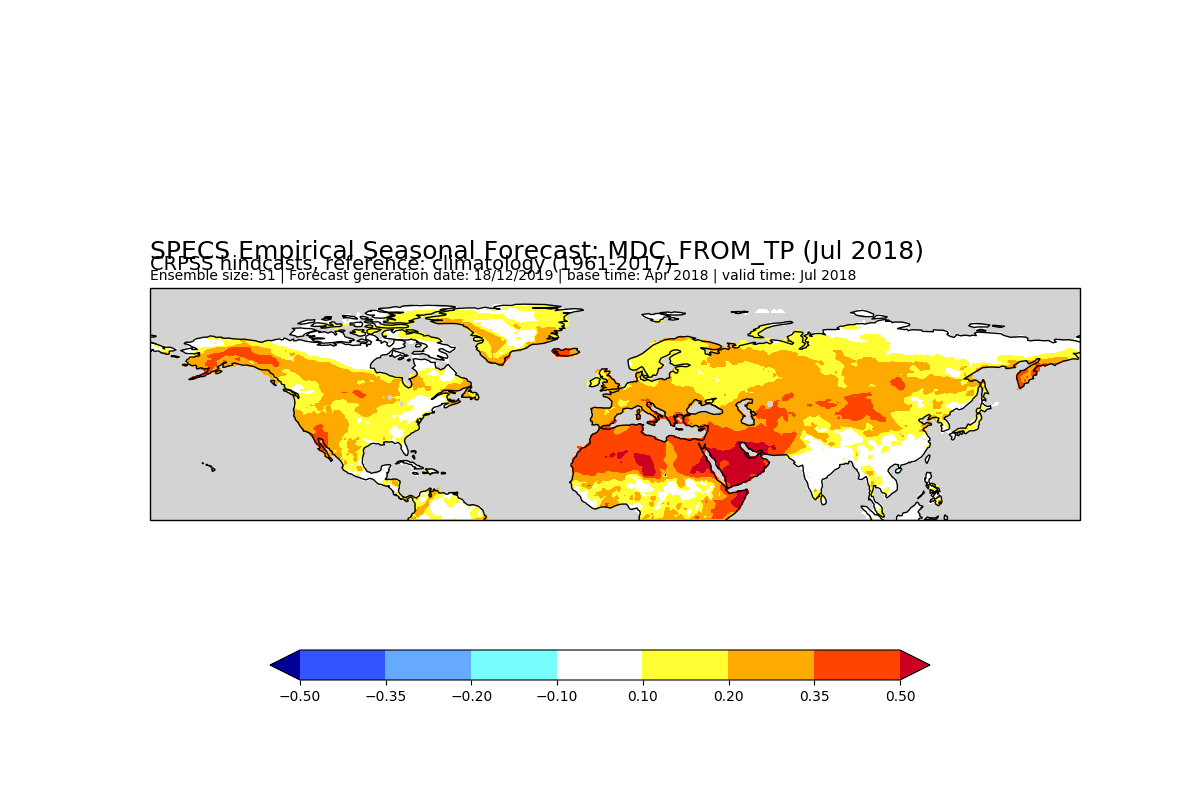 SPECS Empirical Seasonal Forecast: MDC_FROM_TP (Jul 2018)
CRPSS hindcasts, reference: climatology (1961-2017)
Ensemble size: 51 | Forecast generation date: 18/12/2019 | base time: Apr 2018 | valid time: Jul 2018
−0.50 −0.35 −0.20 −0.10 0.10 0.20 0.35 0.50